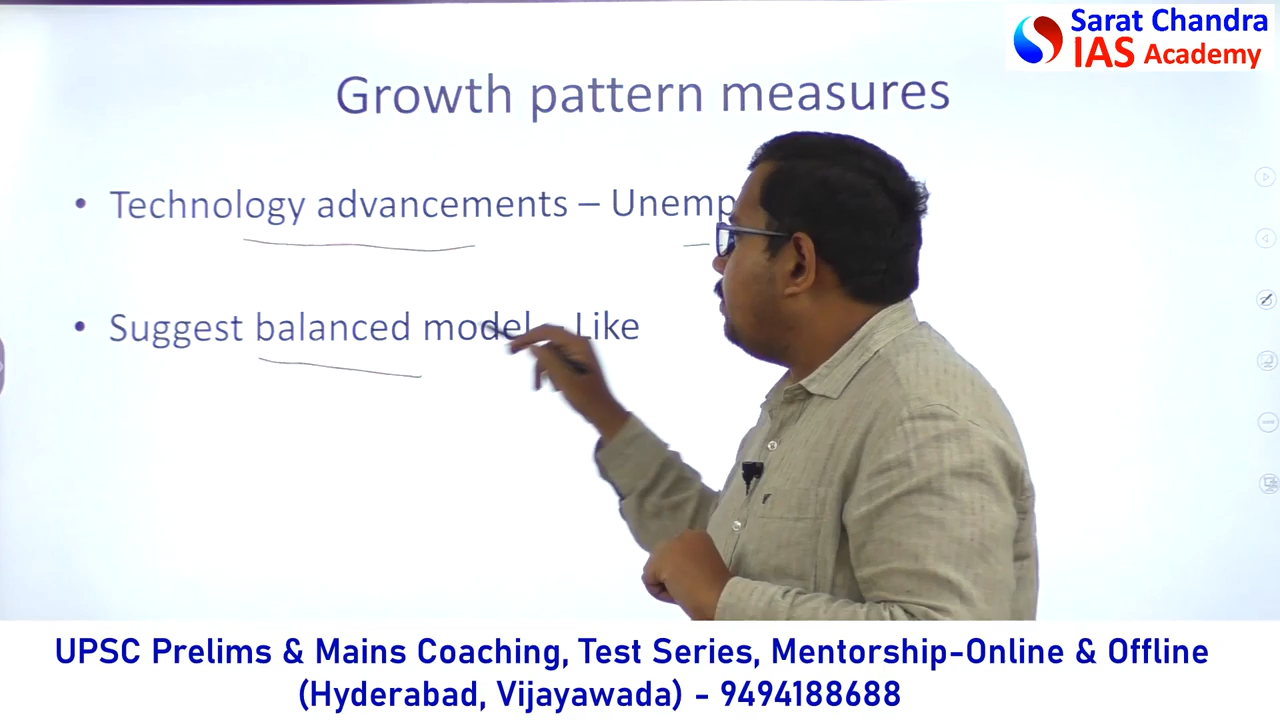 Sarat Chandra
IAS Academy
Growth pattern measures
• Technology advancements –
• Suggest balanced model – Like
UPSC Prelims & Mains Coaching, Test Series, Mentorship-Online & Offline
(Hyderabad, Vijayawada) - 9494188688